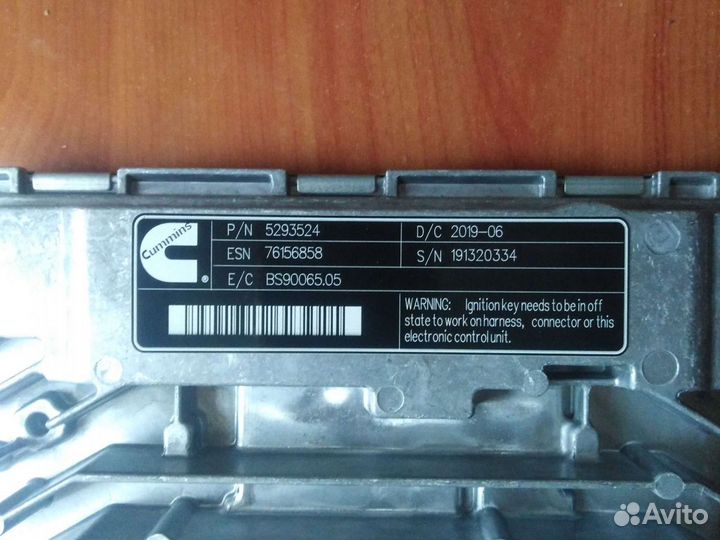 Cummins
®
P/N 5293524
D/C 2019-06
ESN 76156858
S/N 191320334
E/C BS90065.05
WARNING: Ignition key needs to be in off
state to work on harness, connector or this
electronic control unit.
Avito